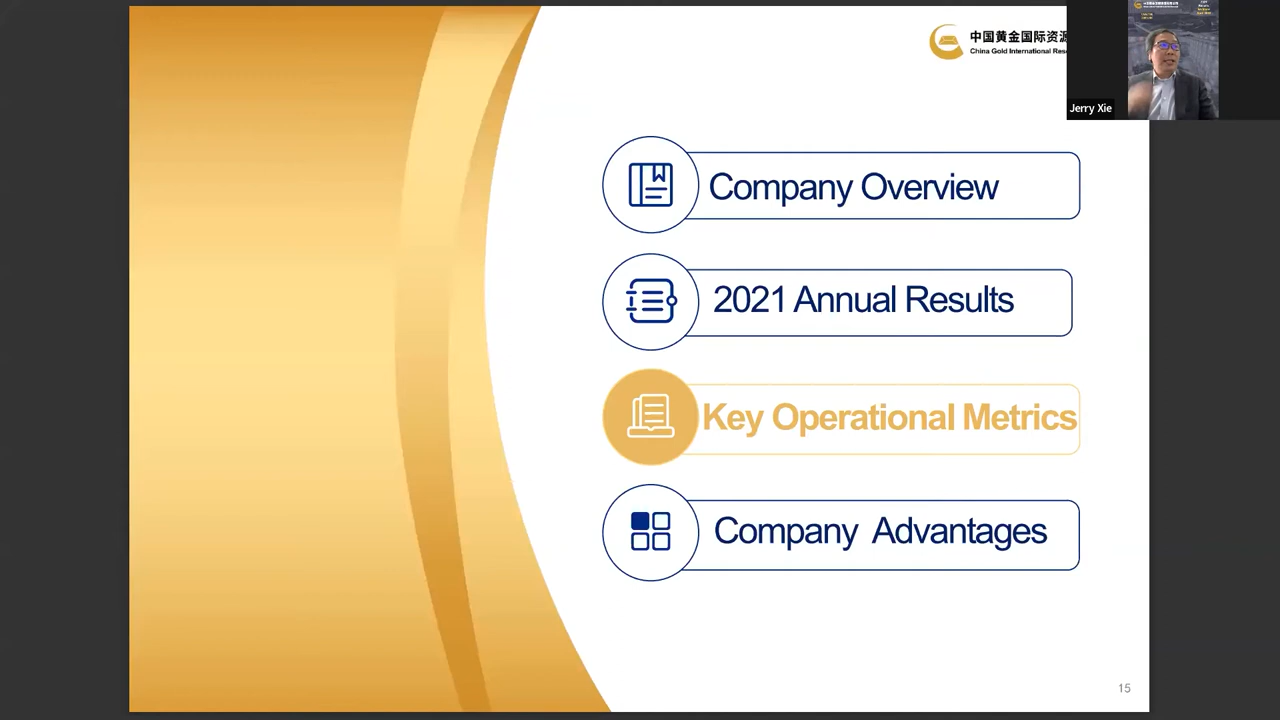 中国黄金国际资源
China Gold International
Jerry Xie
Company Overview
2021 Annual Results
Key Operational Metrics
Company Advantages
15